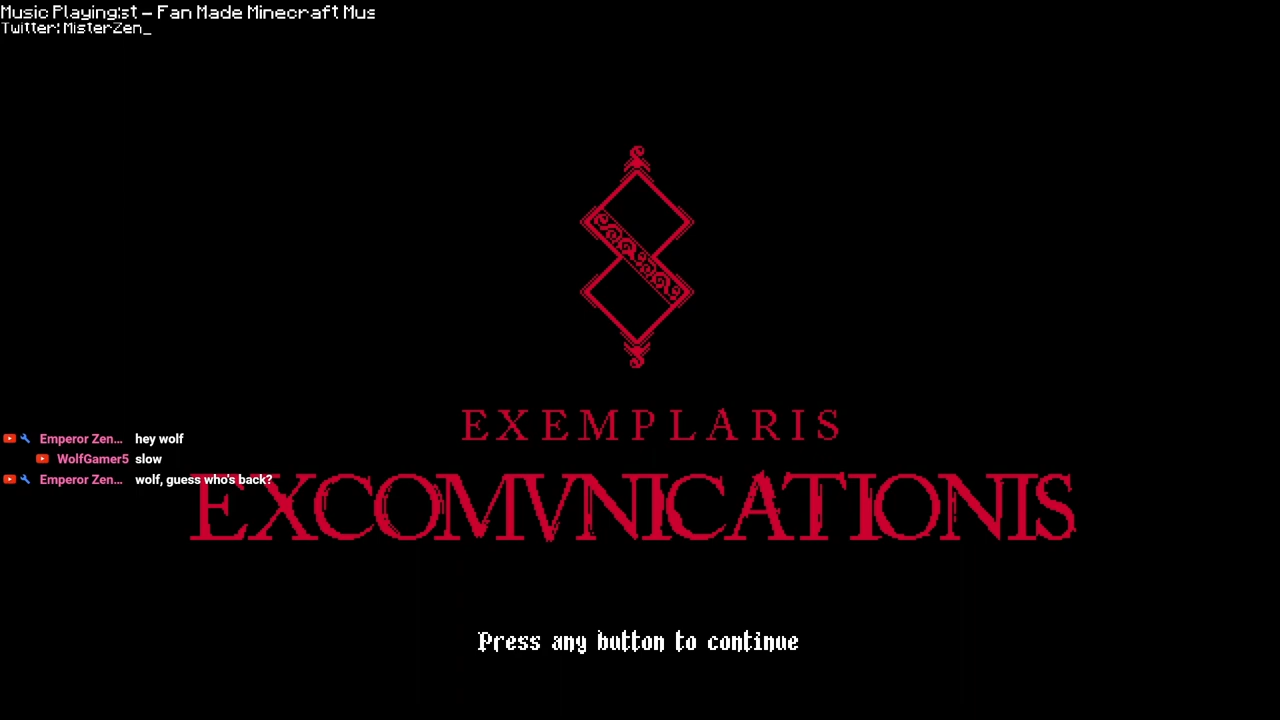 Music Playing:st - Fan Made Minecraft Mus
Twitter: MisterZen_
EXEMPLARIS
Emperor Zen... hey wolf
WolfGamer5 slow
Emperor Zen... wolf, guess who's back?
EXCOMVNICATIONIS
Press any button to continue